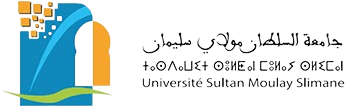 جامعة السلطان مولاي سليمان
ⵜⴰⵙⴷⴰⵡⵉⵜ ⵙⵓⵍⵟⴰⵏ ⵎⵓⵍⴰⵢ ⵙⵍⵉⵎⴰⵏ
Université Sultan Moulay Slimane